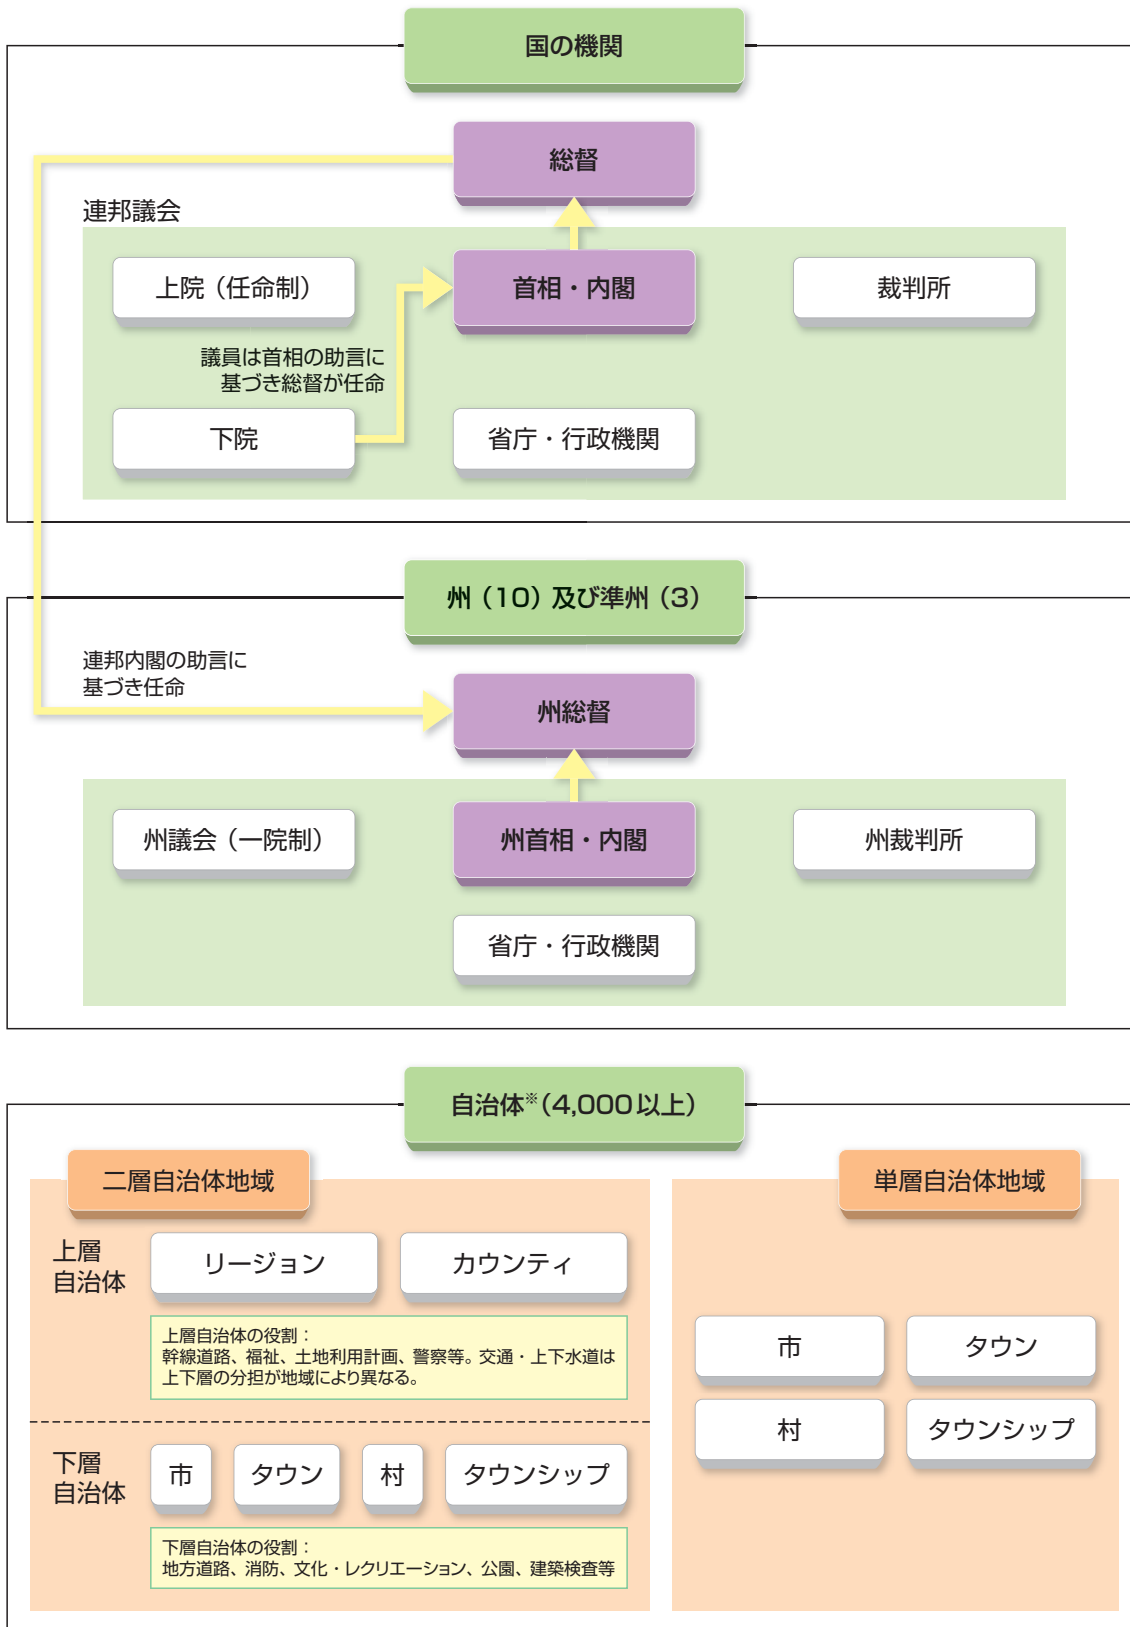 国の機関
総督
連邦議会
上院（任命制）
首相・内閣
裁判所
議員は首相の助言に
基づき総督が任命
下院
省庁・行政機関
州（10）及び準州（3）
連邦内閣の助言に
基づき任命
州総督
州議会（一院制）
州首相・内閣
州裁判所
省庁・行政機関
自治体※（4,000以上）
二層自治体地域
上層
自治体
リージョン
カウンティ
上層自治体の役割：
幹線道路、福祉、土地利用計画、警察等。交通・上下水道は
上下層の分担が地域により異なる。
下層
自治体
市
タウン
村
タウンシップ
下層自治体の役割：
地方道路、消防、文化・レクリエーション、公園、建築検査等
単層自治体地域
市
タウン
村
タウンシップ